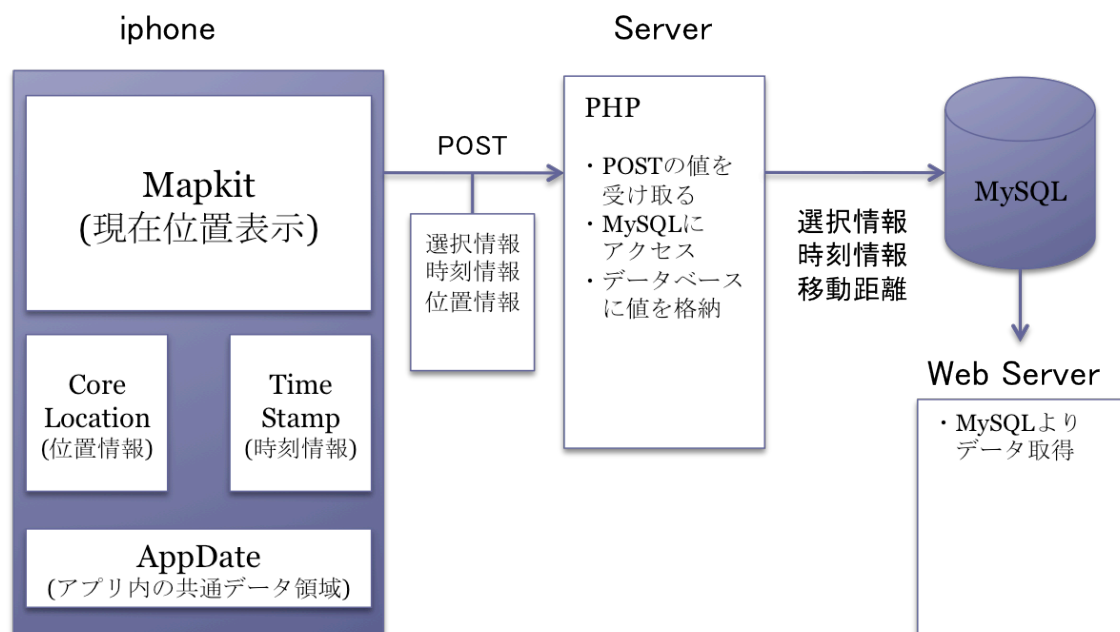 iphone
Server
Mapkit
(現在位置表示)
Core
Location
(位置情報)
Time
Stamp
(時刻情報)
AppDate
(アプリ内の共通データ領域)
POST
選択情報
時刻情報
位置情報
PHP
・POSTの値を
受け取る
・MySQLに
アクセス
・データベース
に値を格納
選択情報
時刻情報
移動距離
MySQL
Web Server
・MySQLより
データ取得